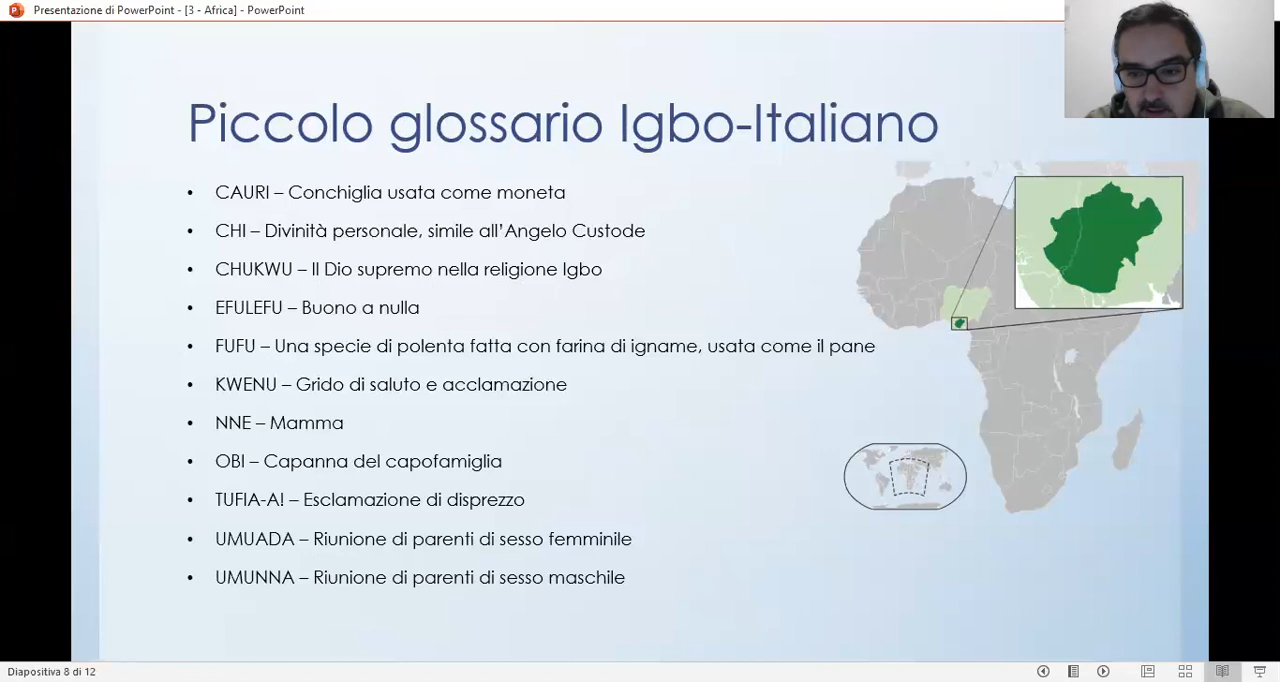 Presentazione di PowerPoint - [3 - Africa] - PowerPoint
Piccolo glossario Igbo-Italiano
• CAURI – Conchiglia usata come moneta
• CHI – Divinità personale, simile all’Angelo Custode
• CHUKWU – Il Dio supremo nella religione Igbo
• EFULEFU – Buono a nulla
• FUFU – Una specie di polenta fatta con farina di igname, usata come il pane
• KWENU – Grido di saluto e acclamazione
• NNE – Mamma
• OBI – Capanna del capofamiglia
• TUFIA-A! – Esclamazione di disprezzo
• UMUADA – Riunione di parenti di sesso femminile
• UMUNNA – Riunione di parenti di sesso maschile
Diapositiva 8 di 12